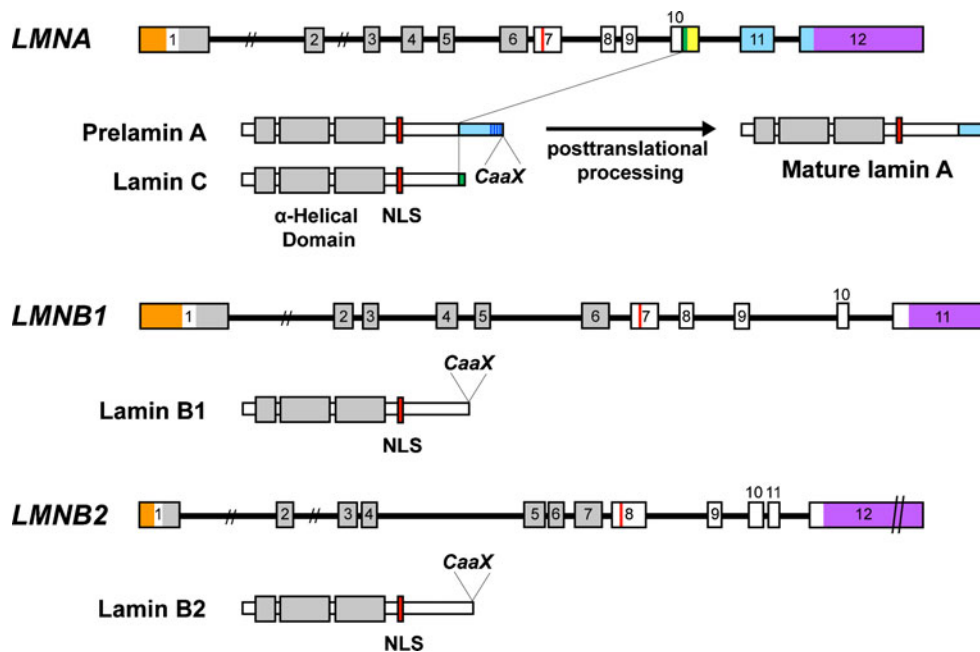 10
LMNA 1 // 2 // 3 4 5 6 7 8 9 11 12
Prelamin A
posttranslational
processing
Mature lamin A
Lamin C
CaaX
α-Helical
Domain
NLS
10
LMNB1 1 // 2 3 4 5 6 7 8 9 11
CaaX
Lamin B1
NLS
10 11
LMNB2 1 // 2 // 3 4 5 6 7 8 9 12 //
CaaX
Lamin B2
NLS